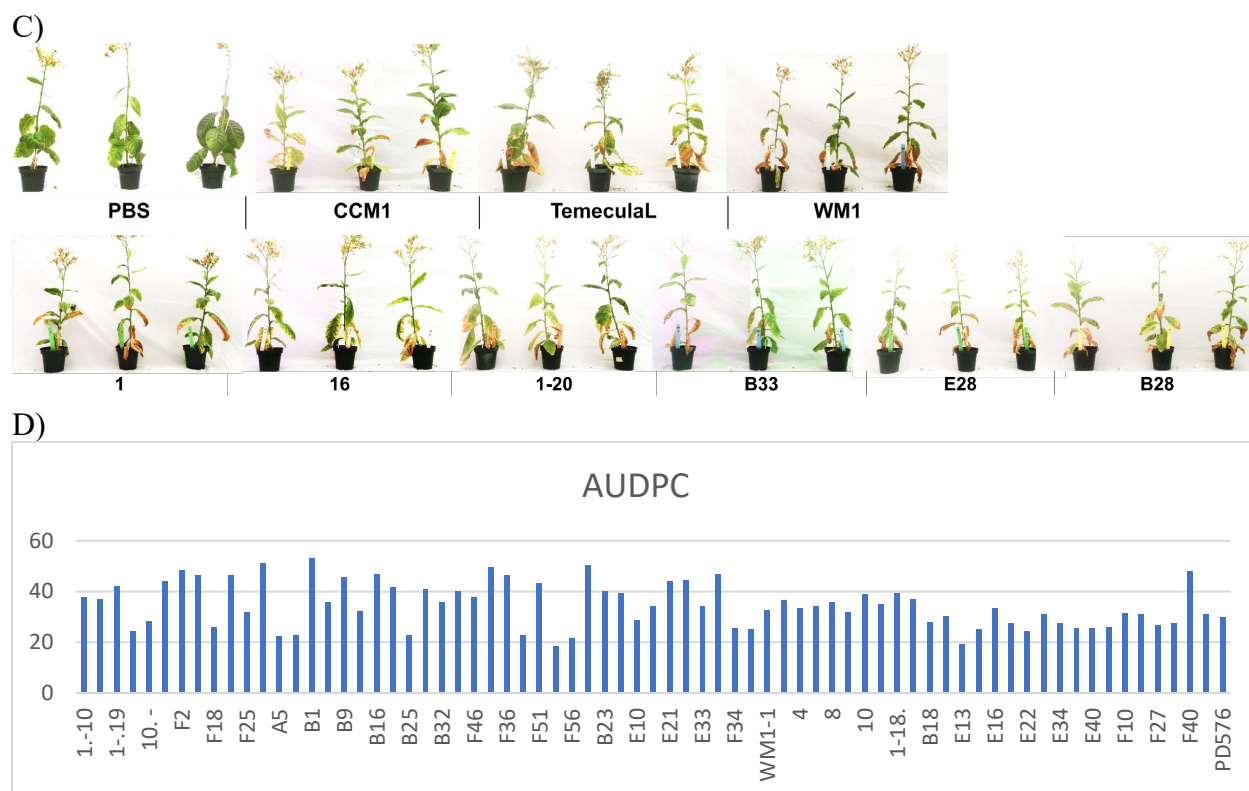 C)
PBS CCM1 TemeculaL WM1
1 16 1-20 B33 E28 B28
D)
AUDPC
60
40
20
0
1.-10 1-.19 10. - F2 F18 F25 A5 B1 B9 B16 B25 B32 F46 F36 F51 F56 B23 E10 E21 E33 F34 WM1-1 4 8 10 1-18. B18 E13 E16 E22 E34 E40 F10 F27 F40 PD576